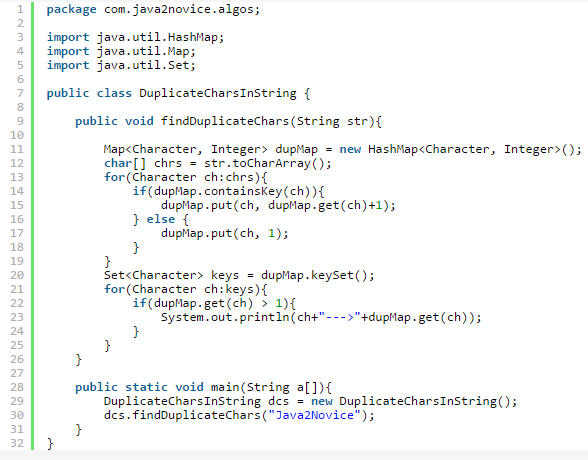 1 package com.java2novice.algos;
2
3 import java.util.HashMap;
4 import java.util.Map;
5 import java.util.Set;
6
7 public class DuplicateCharsInString {
8
9     public void findDuplicateChars(String str){
10
11         Map<Character, Integer> dupMap = new HashMap<Character, Integer>();
12         char[] chrs = str.toCharArray();
13         for(Character ch:chrs){
14             if(dupMap.containsKey(ch)){
15                 dupMap.put(ch, dupMap.get(ch)+1);
16             } else {
17                 dupMap.put(ch, 1);
18             }
19         }
20         Set<Character> keys = dupMap.keySet();
21         for(Character ch:keys){
22             if(dupMap.get(ch) > 1){
23                 System.out.println(ch+"--->"+dupMap.get(ch));
24             }
25         }
26     }
27
28     public static void main(String a[]){
29         DuplicateCharsInString dcs = new DuplicateCharsInString();
30         dcs.findDuplicateChars("Java2Novice");
31     }
32 }